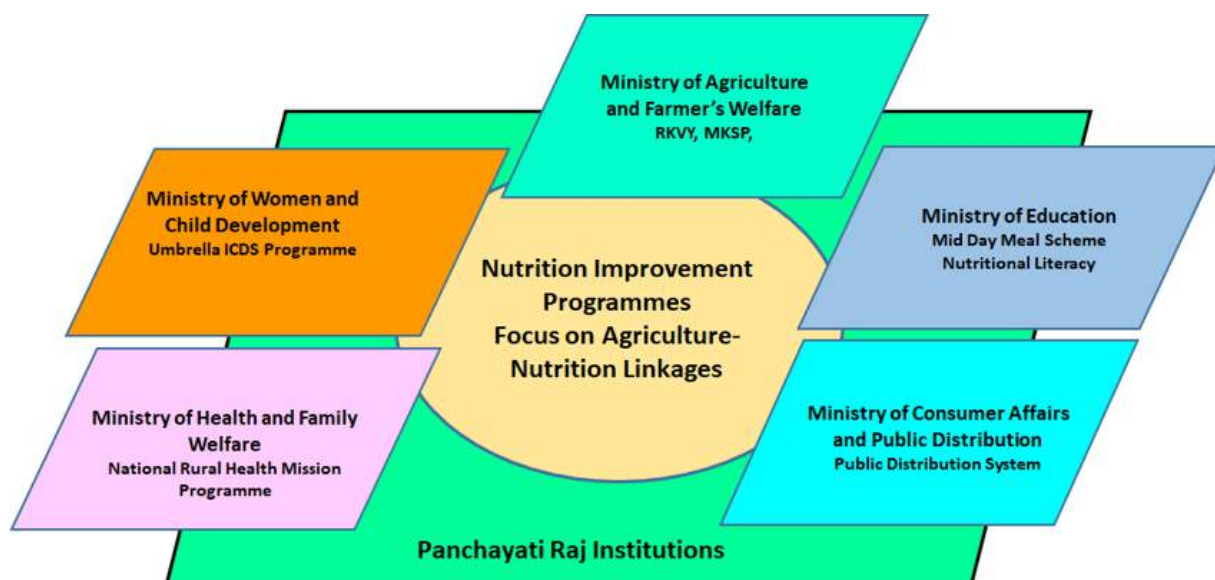 Ministry of Agriculture
and Farmer's Welfare
RKVY, MKSP,
Ministry of Women and
Child Development
Umbrella ICDS Programme
Ministry of Education
Mid Day Meal Scheme
Nutritional Literacy
Nutrition Improvement
Programmes
Focus on Agriculture-
Nutrition Linkages
Ministry of Health and Family
Welfare
National Rural Health Mission
Programme
Ministry of Consumer Affairs
and Public Distribution
Public Distribution System
Panchayati Raj Institutions